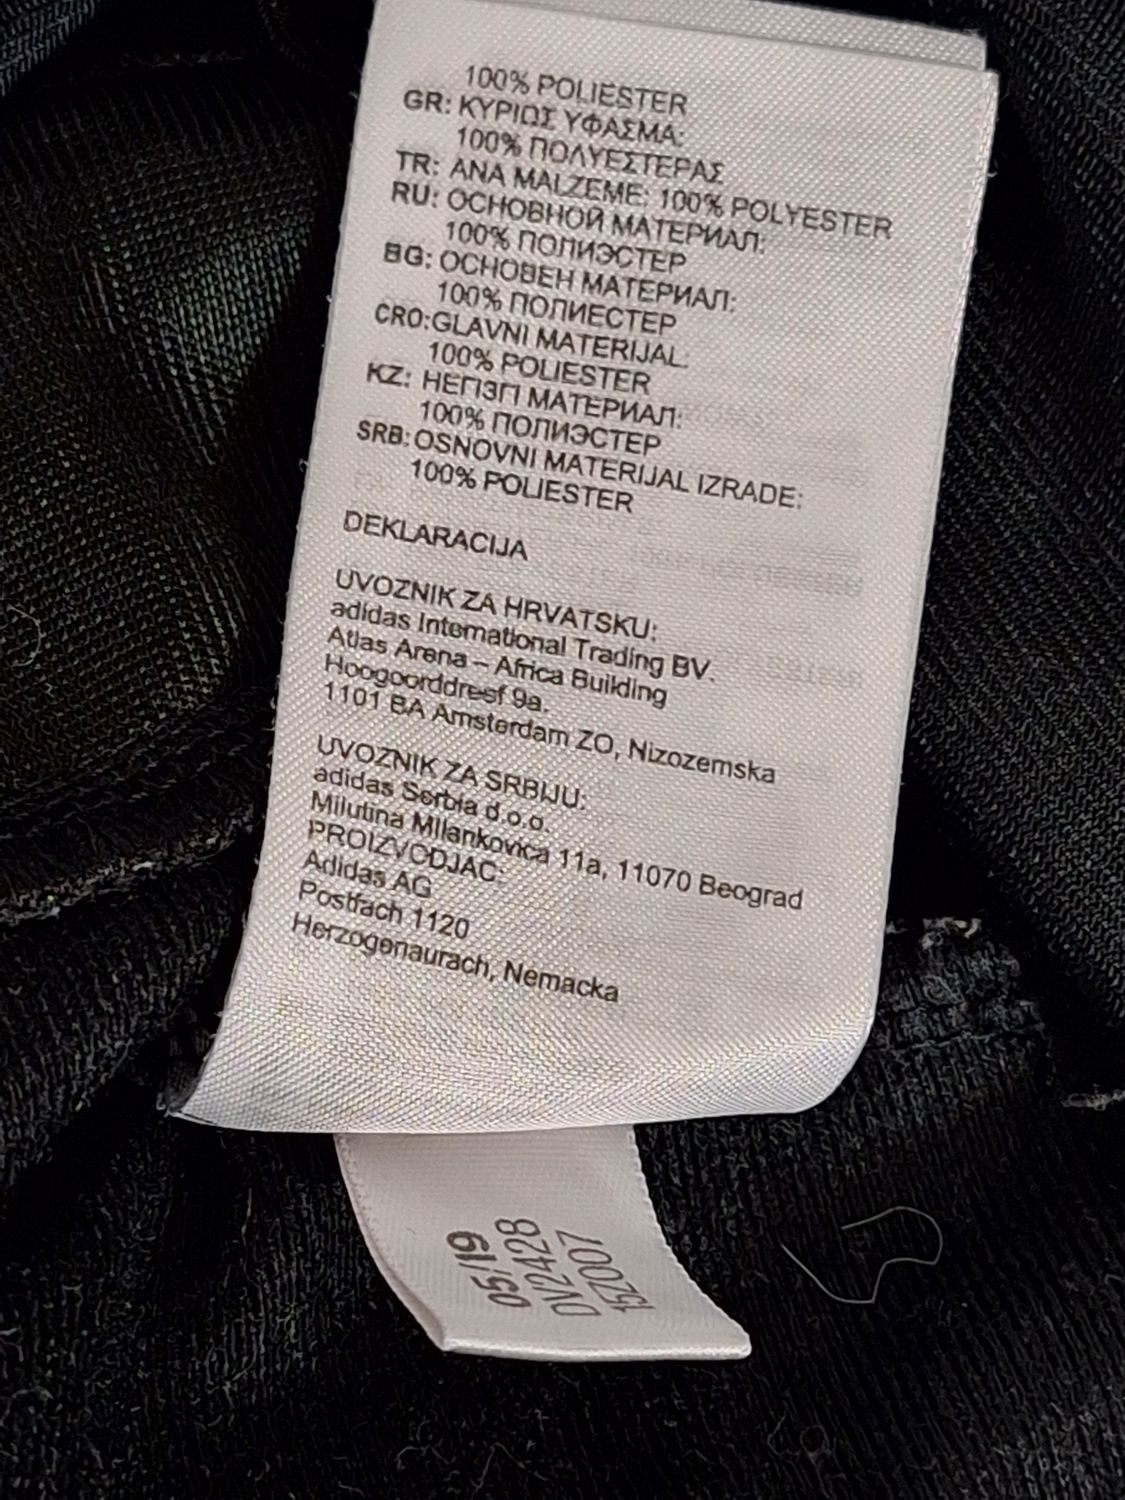 100% POLIESTER
GR: ΚΥΡΙΩΣ ΥΦΑΣΜΑ:
100% ΠΟΛΥΕΣΤΕΡΑΣ
TR: ANA MALZEME: 100% POLYESTER
RU: ОСНОВНОЙ МАТЕРИАЛ:
100% ПОЛИЭСТЕР
BG: ОСНОВЕН МАТЕРИАЛ:
100% ПОЛИЕСТЕР
CRO: GLAVNI MATERIJAL:
100% POLIESTER
KZ: НЕГІЗГІ МАТЕРИАЛ:
100% ПОЛИЭСТЕР
SRB: OSNOVNI MATERIJAL IZRADE:
100% POLIESTER
DEKLARACIJA
UVOZNIK ZA HRVATSKU:
adidas International Trading BV.
Atlas Arena – Africa Building
Hoogoorddreef 9a.
1101 BA Amsterdam ZO, Nizozemska
UVOZNIK ZA SRBIJU:
adidas Serbia d.o.o.
Milutina Milankovica 11a, 11070 Beograd
PROIZVODJAC:
Adidas AG
Postfach 1120
Herzogenaurach, Nemacka
05/19
DV2428
15Z007